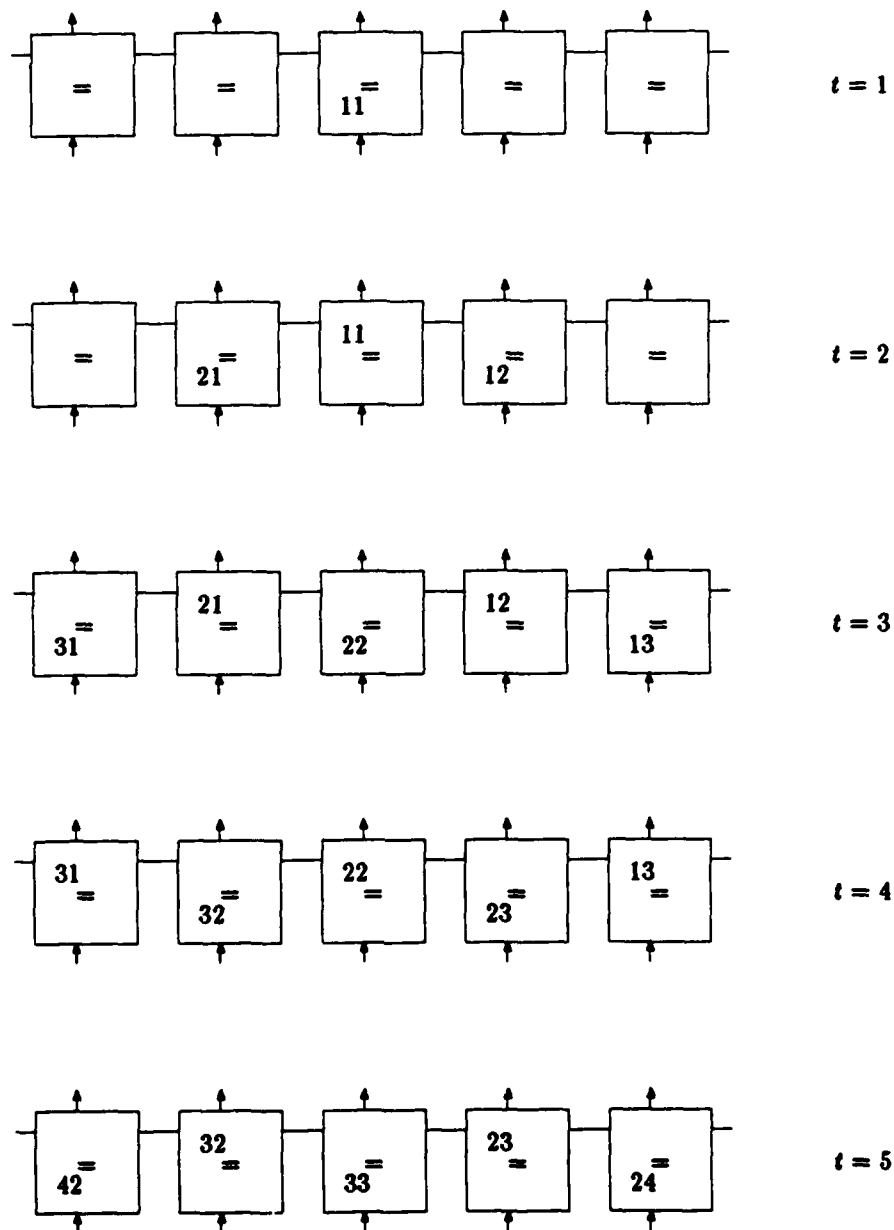 = = = = = t = 1
11
11
= = = = = t = 2
21 12
21 12
= = = = = t = 3
31 22 13
31 22 13
= = = = = t = 4
32 23
32 23
= = = ≃ = t = 5
42 33 24